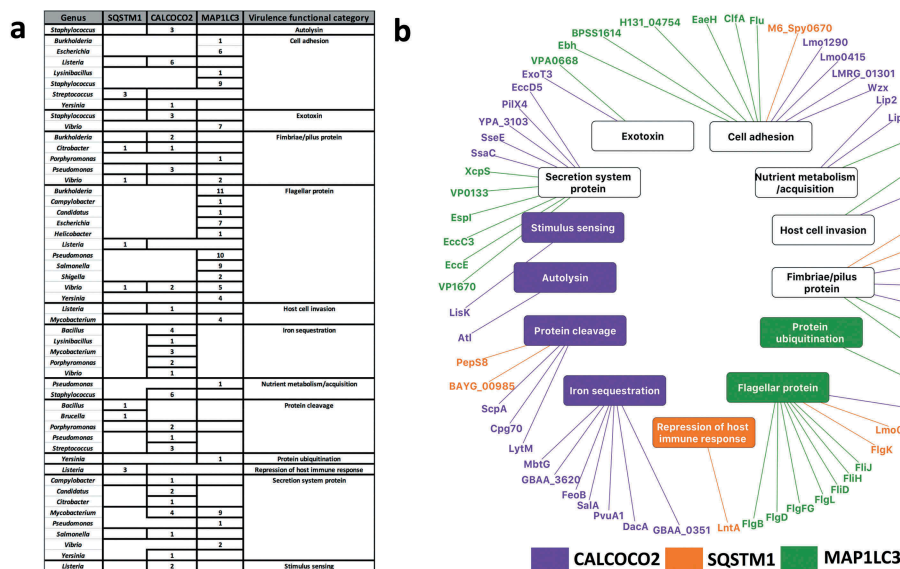 a
Genus SQSTM1 CALCOCO2 MAP1LC3 Virulence functional category
Staphylococcus 3 Autolysin
Burkholderia 1 Cell adhesion
Escherichia 6
Listeria 6
Lysinibacillus 1
Staphylococcus 9
Streptococcus 3
Yersinia 1
Staphylococcus 3 Exotoxin
Vibrio 7
Burkholderia 2 Fimbriae/pilus protein
Citrobacter 1 1
Porphyromonas 1
Pseudomonas 3
Vibrio 1 2
Burkholderia 11 Flagellar protein
Campylobacter 1
Candidatus 1
Escherichia 7
Helicobacter 1
Listeria 1
Pseudomonas 10
Salmonella 9
Shigella 2
Vibrio 1 2 5
Yersinia 4
Listeria 1 Host cell invasion
Mycobacterium 4
Bacillus 4 Iron sequestration
Lysinibacillus 1
Mycobacterium 3
Porphyromonas 2
Vibrio 1
Pseudomonas 1 Nutrient metabolism/acquisition
Staphylococcus 6
Bacillus 1 Protein cleavage
Brucella 1
Porphyromonas 2
Pseudomonas 1
Streptococcus 3
Yersinia 1 Protein ubiquitination
Listeria 3 Repression of host immune response
Campylobacter 1 Secretion system protein
Candidatus 2
Citrobacter 1
Mycobacterium 4 9
Pseudomonas 1
Salmonella 1
Vibrio 2
Yersinia 1
Listeria 2 Stimulus sensing
b
VPA0668
Ebh
BPSS1614
H131_04754
EaeH
ClfA
Flu
M6_Spy0670
Lmo1290
Lmo0415
LMRG_01301
Wzx
Lip2
Lip
ExoT3
EccD5
PilX4
YPA_3103
SseE
SsaC
XcpS
VP0133
EspI
EccC3
EccE
VP1670
LisK
Atl
PepS8
BAYG_00985
ScpA
Cpg70
LytM
MbtG
GBAA_3620
FeoB
SalA
PvuA1
DacA
GBAA_0351
LntA
FlgB
FlgD
FlgFG
FlgL
FliD
FliH
FliJ
FlgK
Exotoxin
Cell adhesion
Secretion system
protein
Nutrient metabolism
/acquisition
Stimulus sensing
Host cell invasion
Autolysin
Fimbriae/pilus
protein
Protein cleavage
Protein
ubiquitination
Iron sequestration
Flagellar protein
Repression of host
immune response
CALCOCO2 SQSTM1 MAP1LC3